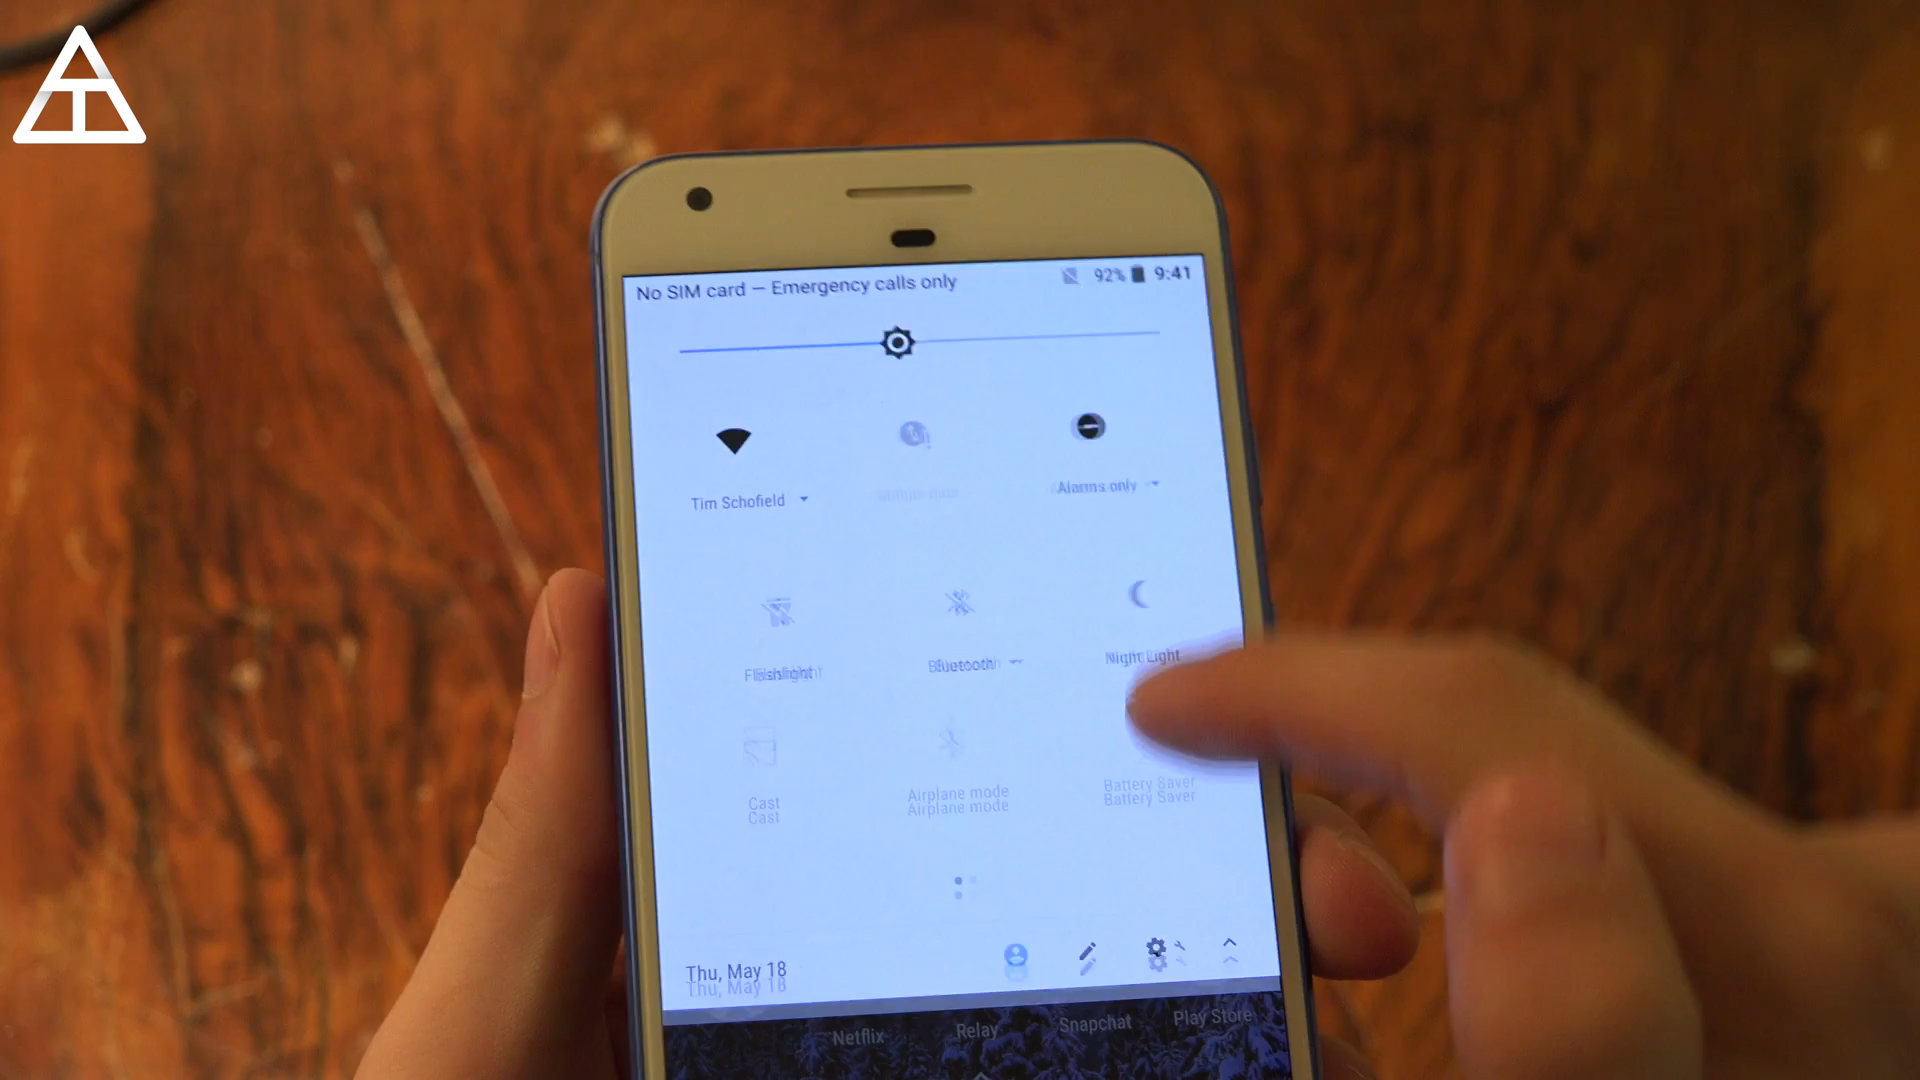 No SIM card — Emergency calls only 92% 9:41
Tim Schofield Alarms only
Flashlight Bluetooth Night Light
Cast Airplane mode Battery Saver
Thu, May 18
Netflix Relay Snapchat Play Store